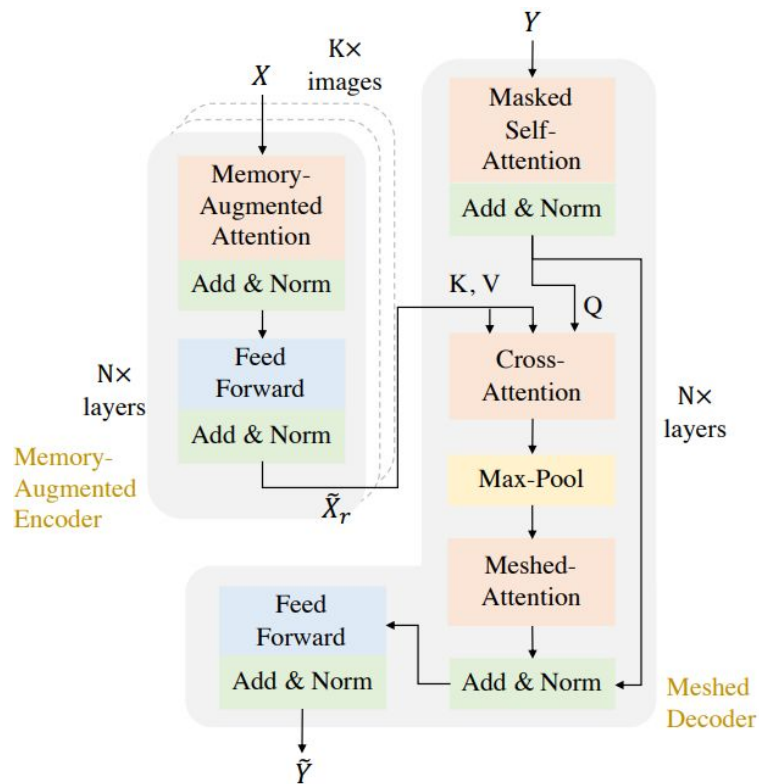 K×
images
X
Memory-
Augmented
Attention
Add & Norm
Feed
Forward
Add & Norm
N×
layers
Memory-
Augmented
Encoder
X̃r
Y
Masked
Self-
Attention
Add & Norm
K, V
Q
Cross-
Attention
Max-Pool
Meshed-
Attention
Add & Norm
N×
layers
Meshed
Decoder
Feed
Forward
Add & Norm
Ỹ